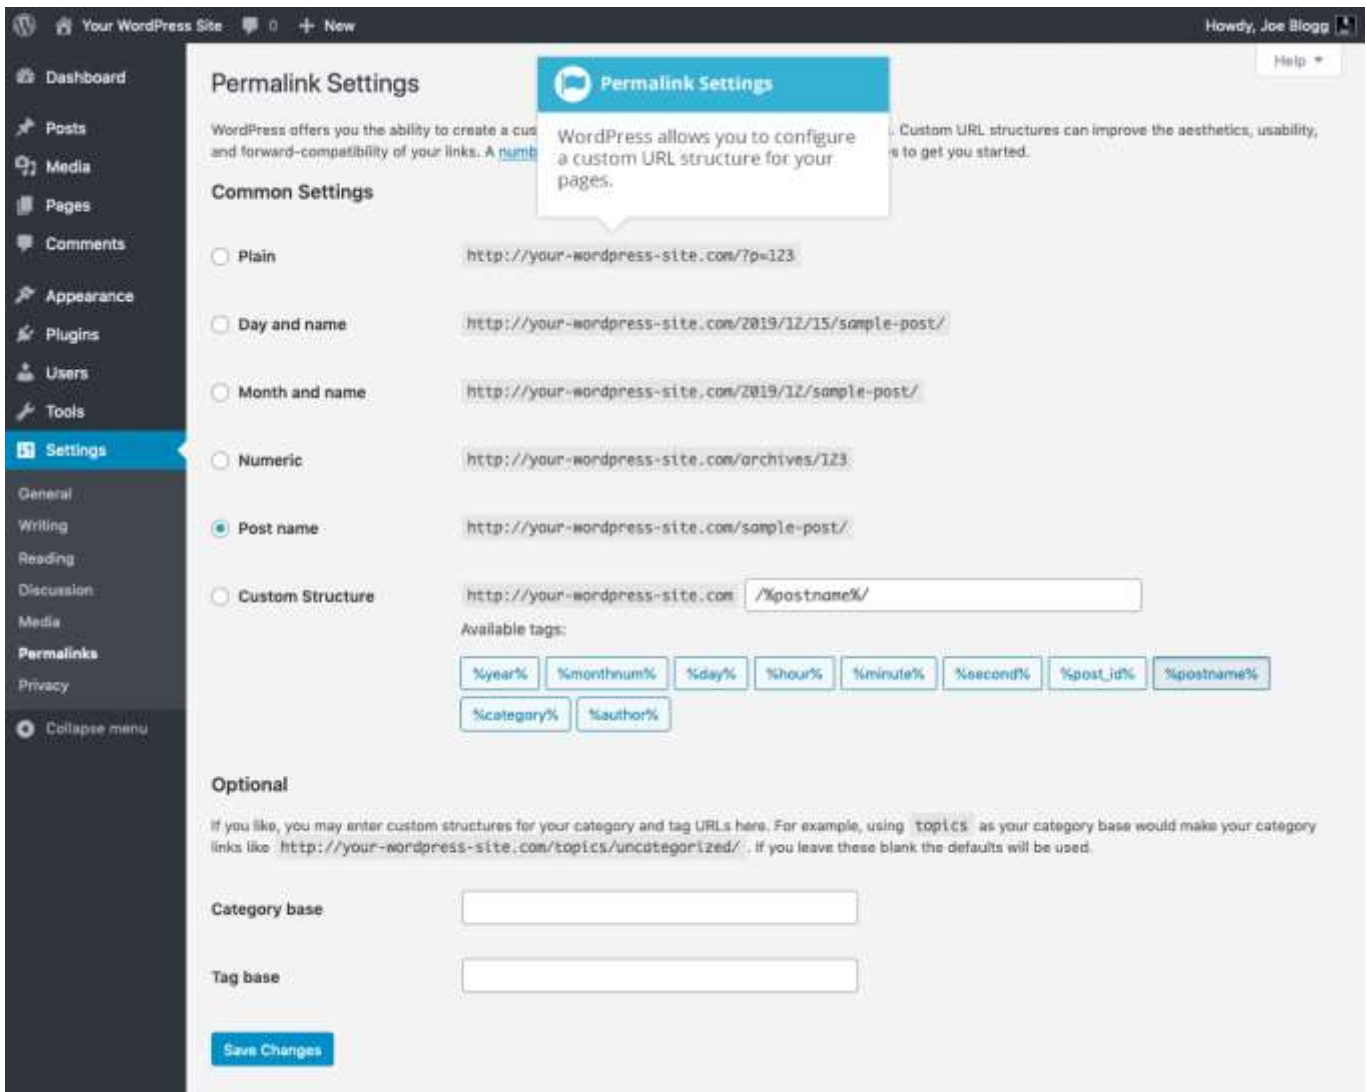 Your WordPress Site 0 + New Howdy, Joe Blogg
Help
Dashboard
Posts
Media
Pages
Comments
Appearance
Plugins
Users
Tools
Settings
General
Writing
Reading
Discussion
Media
Permalinks
Privacy
Collapse menu
Permalink Settings
WordPress offers you the ability to create a cus . Custom URL structures can improve the aesthetics, usability,
and forward-compatibility of your links. A numb s to get you started.
Permalink Settings
WordPress allows you to configure
a custom URL structure for your
pages.
Common Settings
Plain http://your-wordpress-site.com/?p=123
Day and name http://your-wordpress-site.com/2019/12/15/sample-post/
Month and name http://your-wordpress-site.com/2019/12/sample-post/
Numeric http://your-wordpress-site.com/archives/123
Post name http://your-wordpress-site.com/sample-post/
Custom Structure http://your-wordpress-site.com /%postname%/
Available tags:
%year% %monthnum% %day% %hour% %minute% %second% %post_id% %postname%
%category% %author%
Optional
If you like, you may enter custom structures for your category and tag URLs here. For example, using topics as your category base would make your category
links like http://your-wordpress-site.com/topics/uncategorized/ . If you leave these blank the defaults will be used.
Category base
Tag base
Save Changes